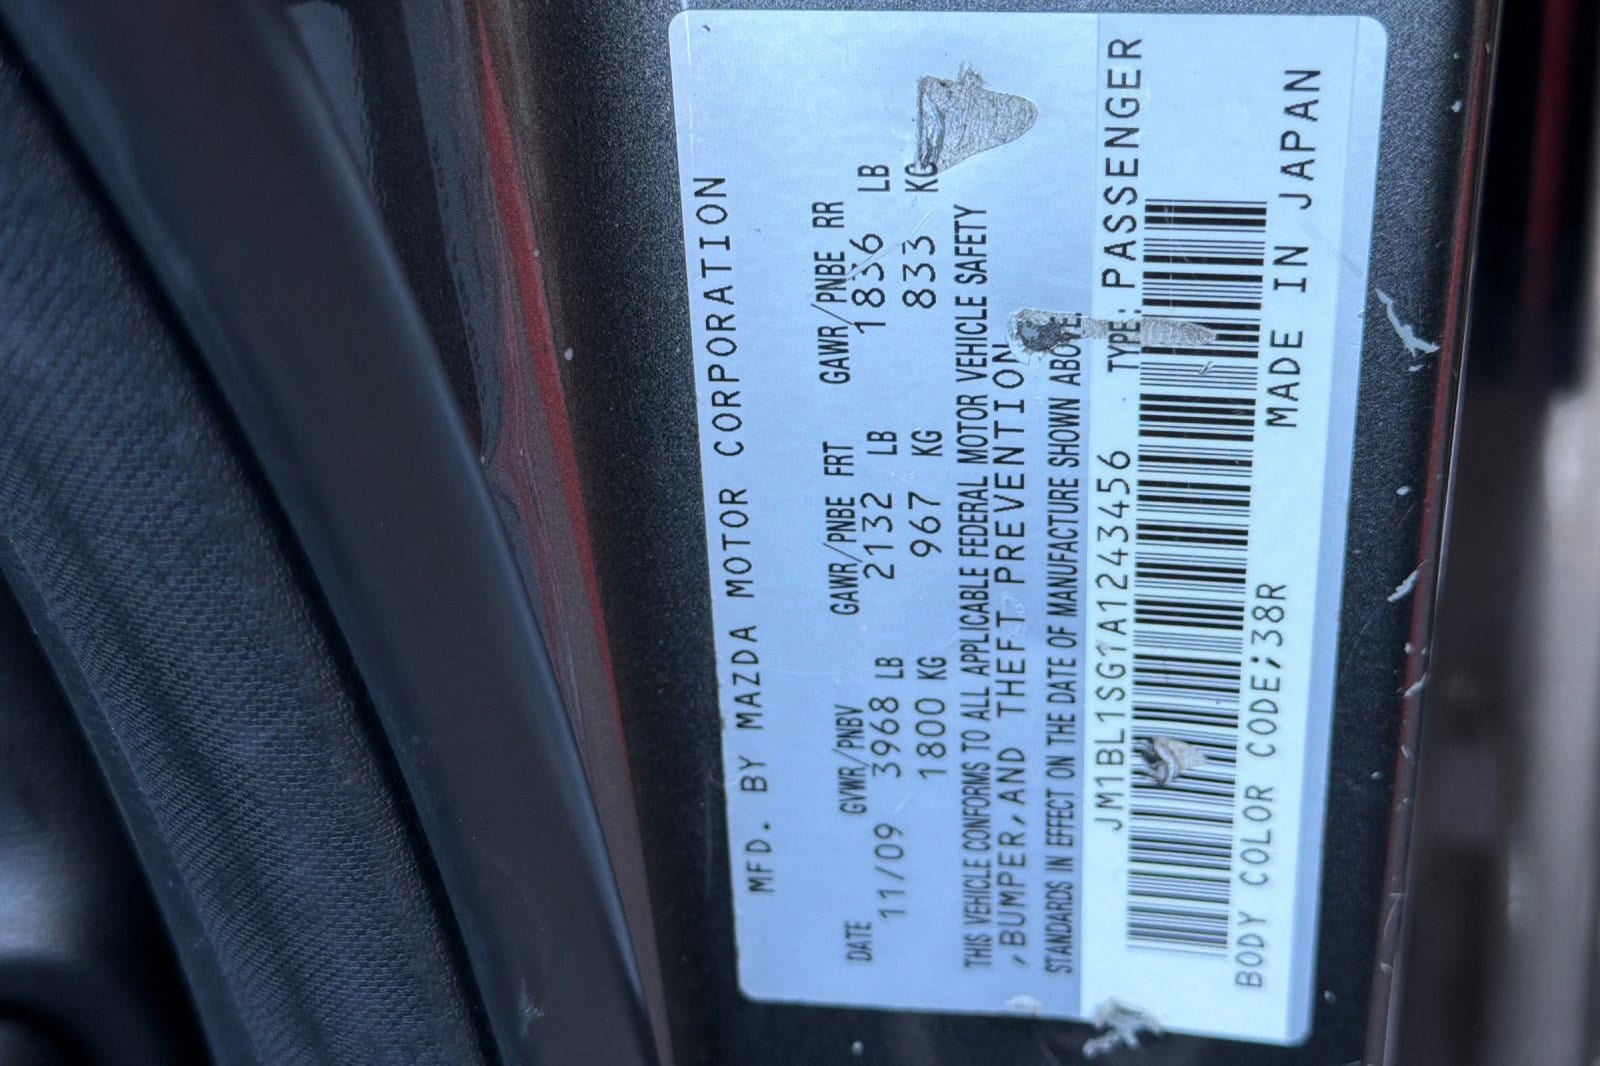 MFD. BY MAZDA MOTOR CORPORATION
DATE GVWR/PNBV GAWR/PNBE FRT GAWR/PNBE RR
11/09 3968 LB 2132 LB 1836 LB
1800 KG 967 KG 833 KG
THIS VEHICLE CONFORMS TO ALL APPLICABLE FEDERAL MOTOR VEHICLE SAFETY
,BUMPER,AND THEFT PREVENTION
STANDARDS IN EFFECT ON THE DATE OF MANUFACTURE SHOWN ABOVE.
JM1BL1SG1A1243456 TYPE: PASSENGER
BODY COLOR CODE;38R MADE IN JAPAN